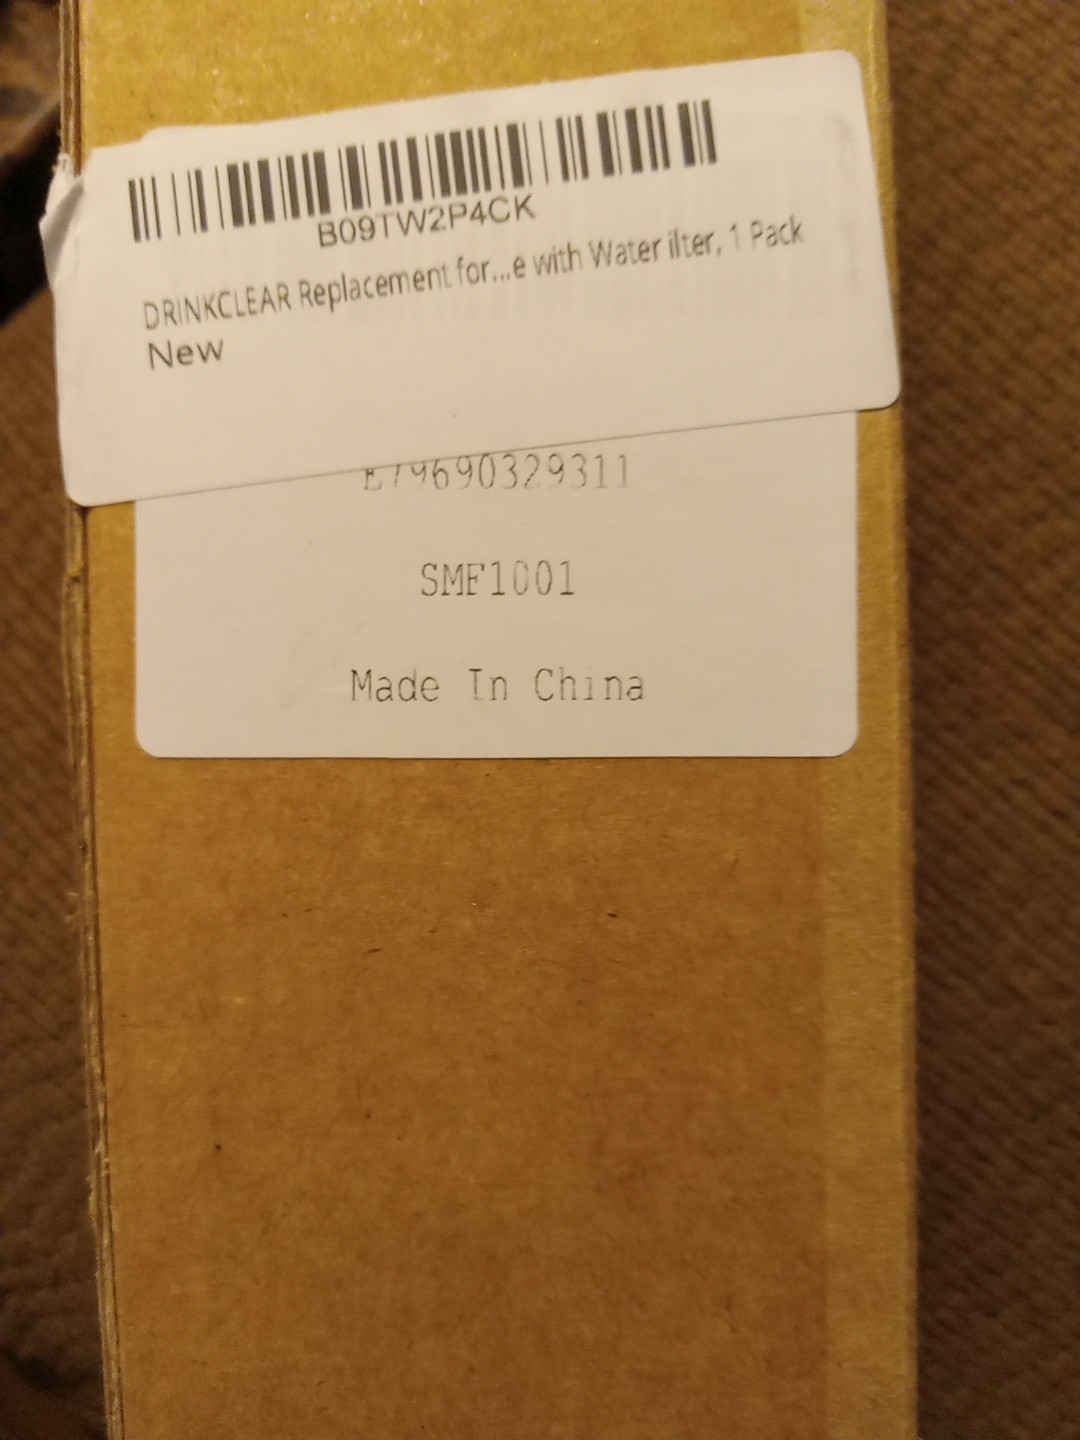 B09TW2P4CK
DRINKCLEAR Replacement for...e with Water ilter, 1 Pack
New
E79690329311
SMF1001
Made In China